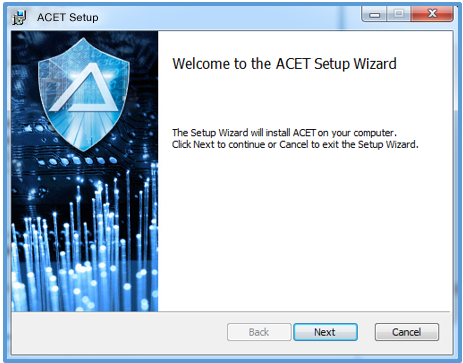 ACET Setup
Welcome to the ACET Setup Wizard
The Setup Wizard will install ACET on your computer.
Click Next to continue or Cancel to exit the Setup Wizard.
Back Next Cancel